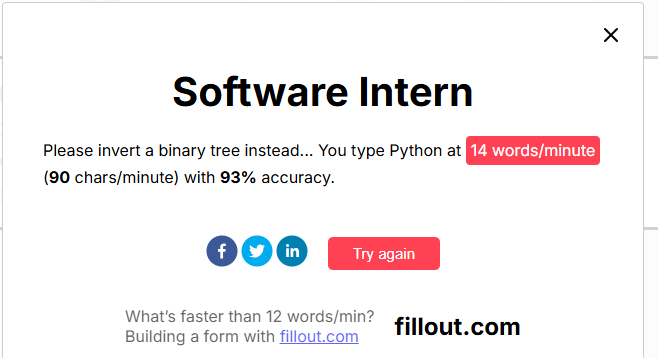 Software Intern
Please invert a binary tree instead... You type Python at 14 words/minute
(90 chars/minute) with 93% accuracy.
Try again
What's faster than 12 words/min?
Building a form with fillout.com
fillout.com